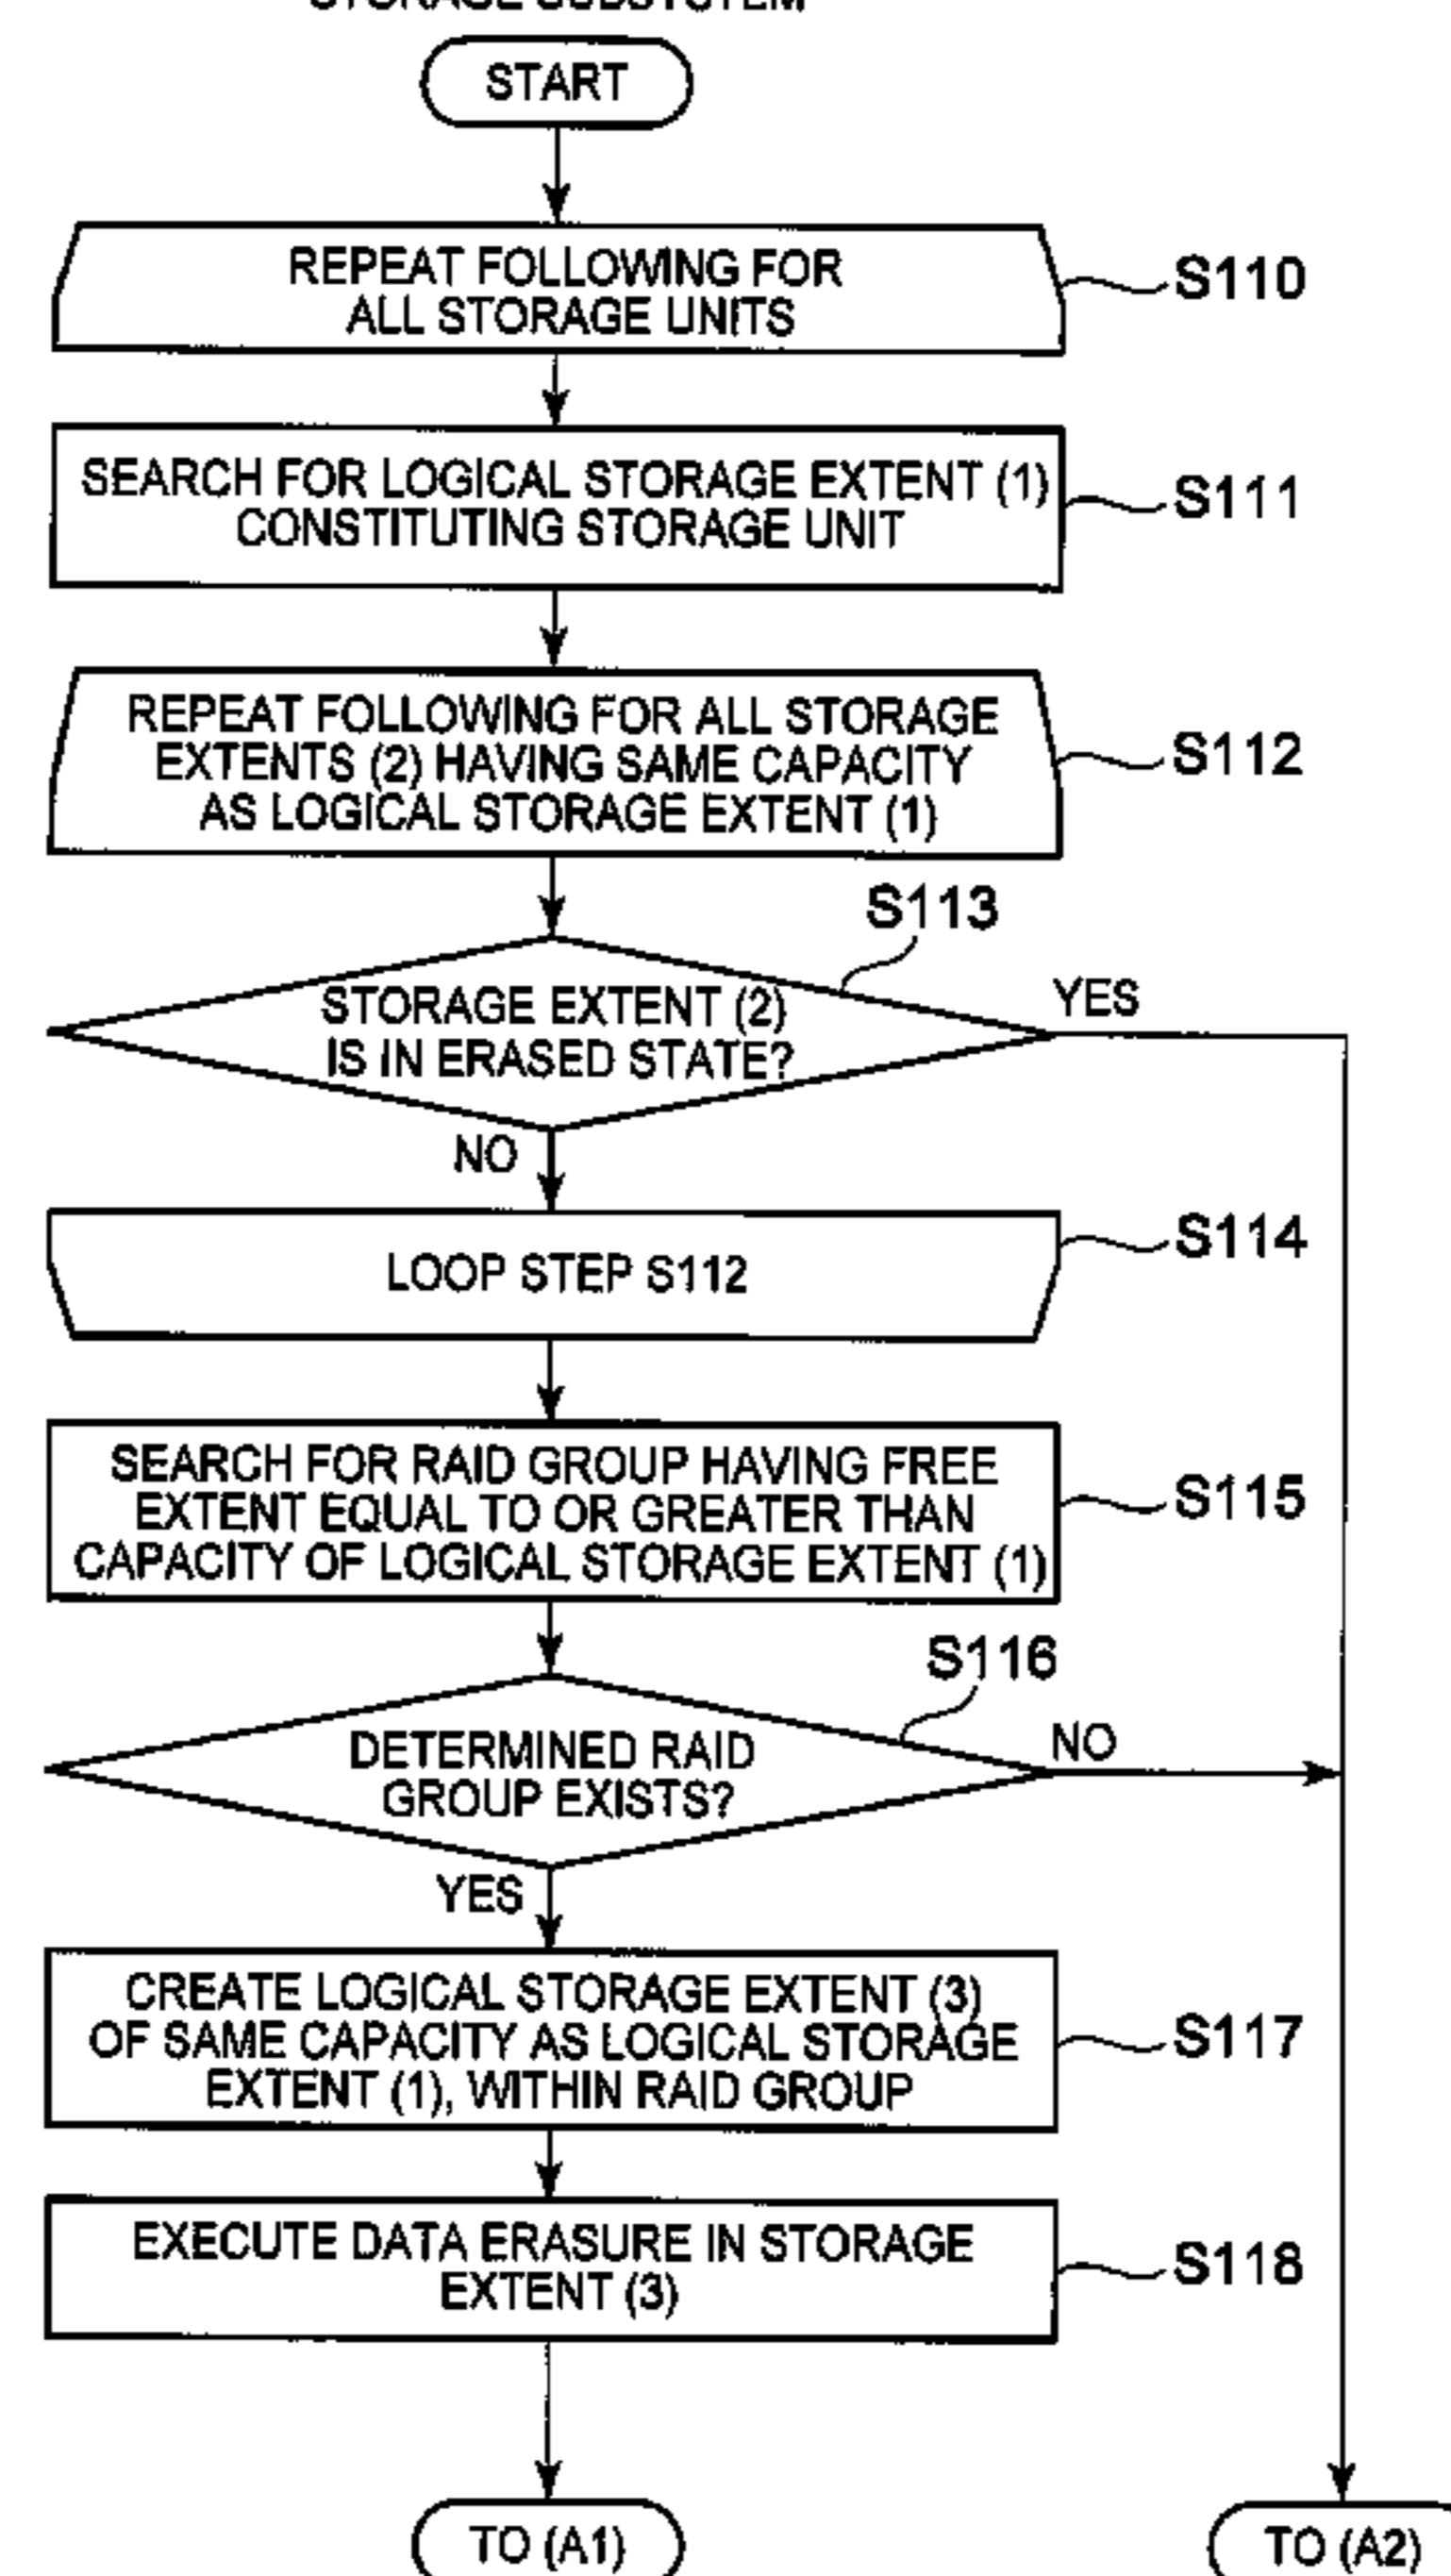 STORAGE SUBSYSTEM
START
REPEAT FOLLOWING FOR
ALL STORAGE UNITS
S110
SEARCH FOR LOGICAL STORAGE EXTENT (1)
CONSTITUTING STORAGE UNIT
S111
REPEAT FOLLOWING FOR ALL STORAGE
EXTENTS (2) HAVING SAME CAPACITY
AS LOGICAL STORAGE EXTENT (1)
S112
S113
STORAGE EXTENT (2)
IS IN ERASED STATE?
YES
NO
LOOP STEP S112
S114
SEARCH FOR RAID GROUP HAVING FREE
EXTENT EQUAL TO OR GREATER THAN
CAPACITY OF LOGICAL STORAGE EXTENT (1)
S115
S116
DETERMINED RAID
GROUP EXISTS?
NO
YES
CREATE LOGICAL STORAGE EXTENT (3)
OF SAME CAPACITY AS LOGICAL STORAGE
EXTENT (1), WITHIN RAID GROUP
S117
EXECUTE DATA ERASURE IN STORAGE
EXTENT (3)
S118
TO (A1)
TO (A2)